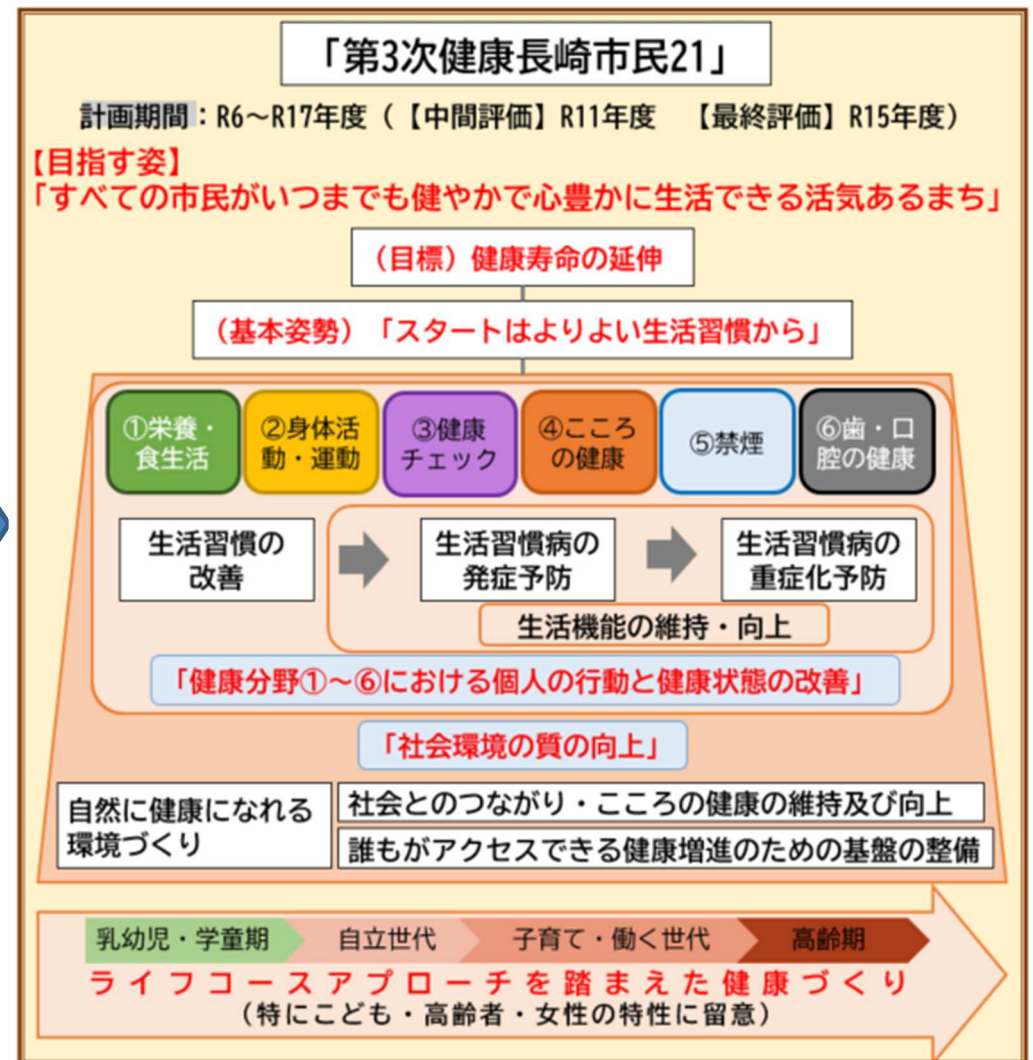 「第3次健康長崎市民21」
計画期間：R6～R17年度（【中間評価】R11年度　【最終評価】R15年度）
【目指す姿】
「すべての市民がいつまでも健やかで心豊かに生活できる活気あるまち」
（目標）健康寿命の延伸
（基本姿勢）「スタートはよりよい生活習慣から」
①栄養・
食生活
②身体活
動・運動
③健康
チェック
④こころ
の健康
⑤禁煙
⑥歯・口
腔の健康
生活習慣の
改善
生活習慣病の
発症予防
生活習慣病の
重症化予防
生活機能の維持・向上
「健康分野①～⑥における個人の行動と健康状態の改善」
「社会環境の質の向上」
自然に健康になれる
環境づくり
社会とのつながり・こころの健康の維持及び向上
誰もがアクセスできる健康増進のための基盤の整備
乳幼児・学童期
自立世代
子育て・働く世代
高齢期
ライフコースアプローチを踏まえた健康づくり
（特にこども・高齢者・女性の特性に留意）